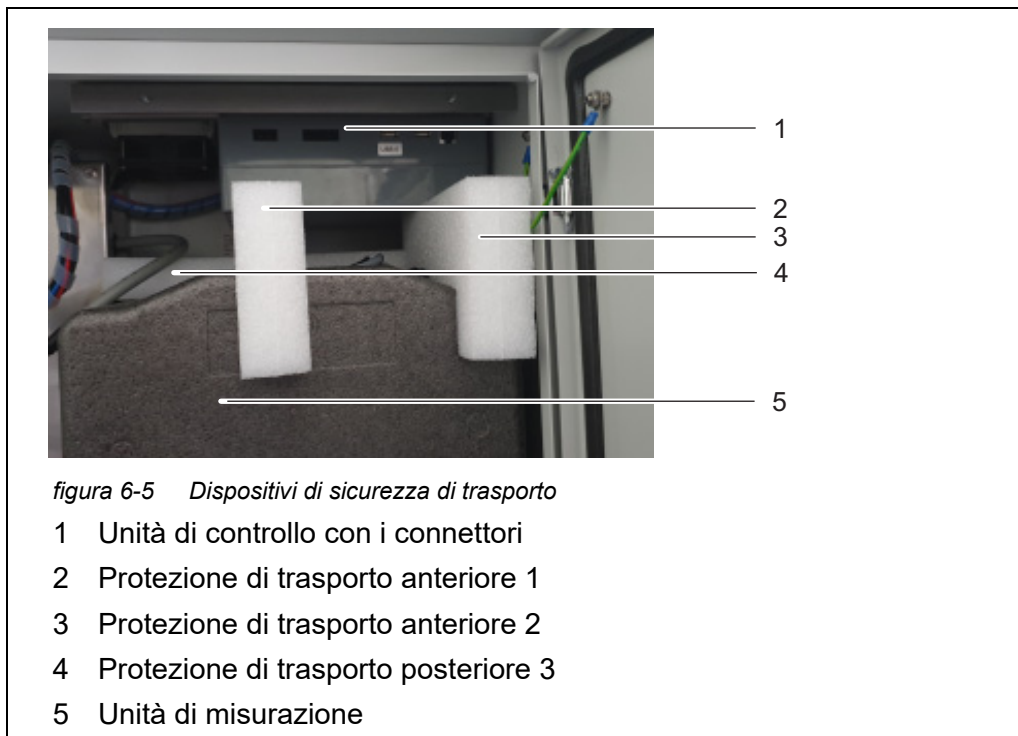 1
2
3
4
5
figura 6-5 Dispositivi di sicurezza di trasporto
1 Unità di controllo con i connettori
2 Protezione di trasporto anteriore 1
3 Protezione di trasporto anteriore 2
4 Protezione di trasporto posteriore 3
5 Unità di misurazione